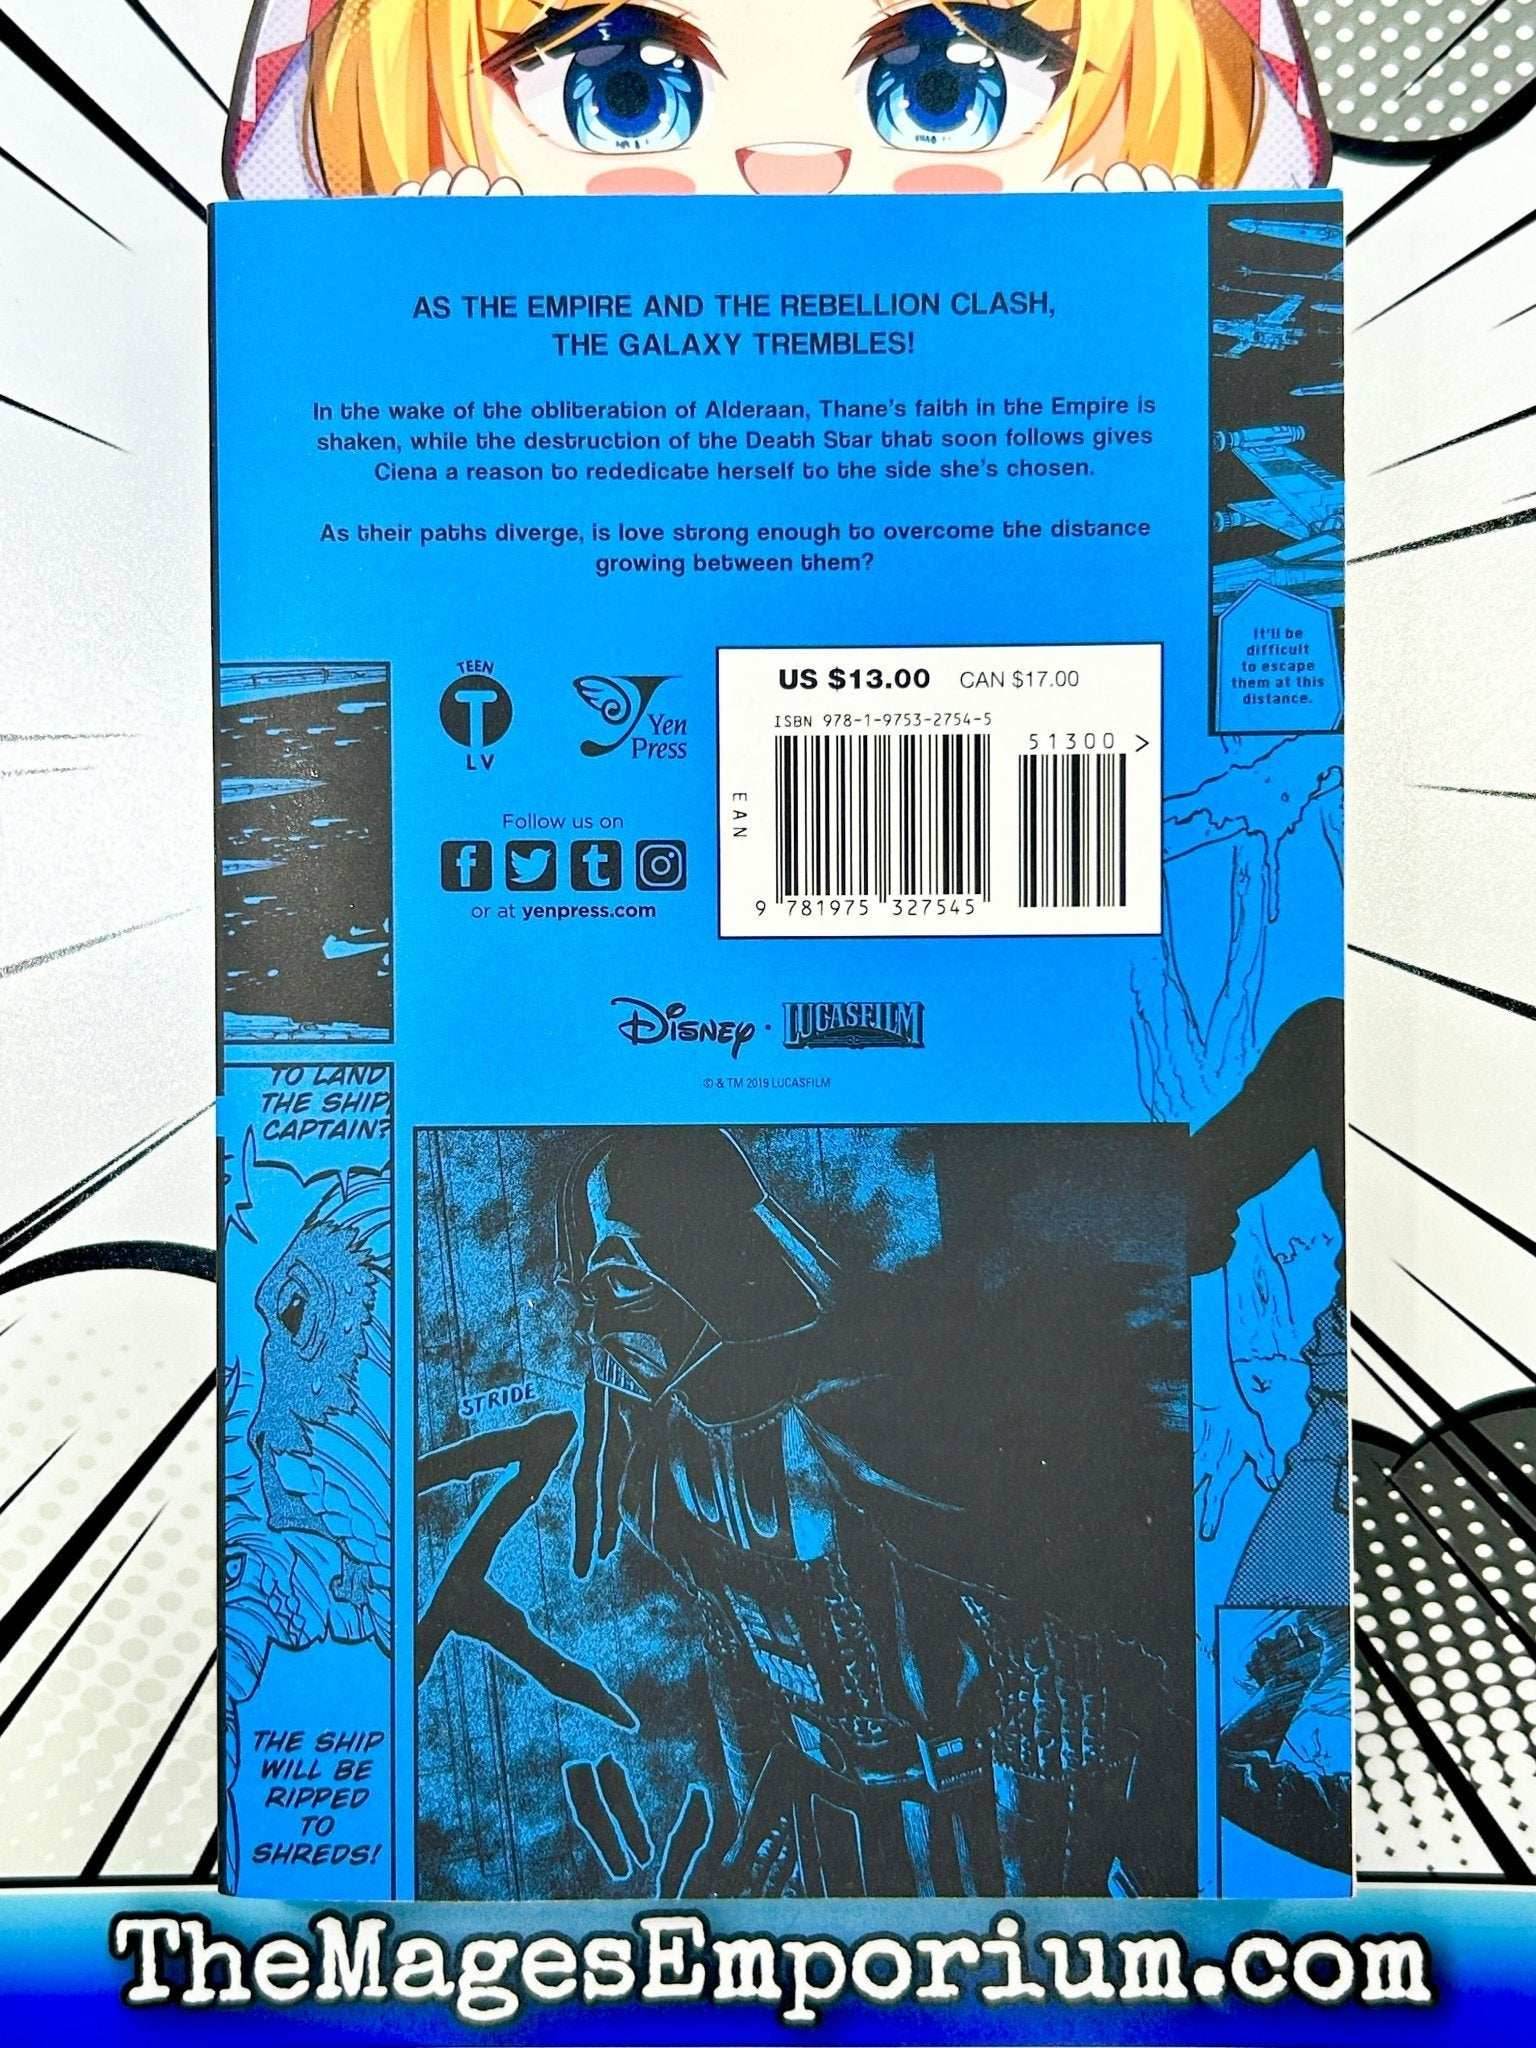 AS THE EMPIRE AND THE REBELLION CLASH,
THE GALAXY TREMBLES!
In the wake of the obliteration of Alderaan, Thane's faith in the Empire is
shaken, while the destruction of the Death Star that soon follows gives
Ciena a reason to rededicate herself to the side she's chosen.
As their paths diverge, is love strong enough to overcome the distance
growing between them?
It'll be
difficult
to escape
them at this
distance.
TEEN
T
LV
Yen
Press
US $13.00 CAN $17.00
ISBN 978-1-9753-2754-5
51300 >
EAN
9 781975 327545
Follow us on
f t
or at yenpress.com
Disney · LUCASFILM
© & TM 2019 LUCASFILM
TO LAND
THE SHIP,
CAPTAIN?
STRIDE
THE SHIP
WILL BE
RIPPED
TO
SHREDS!
TheMagesEmporium.com